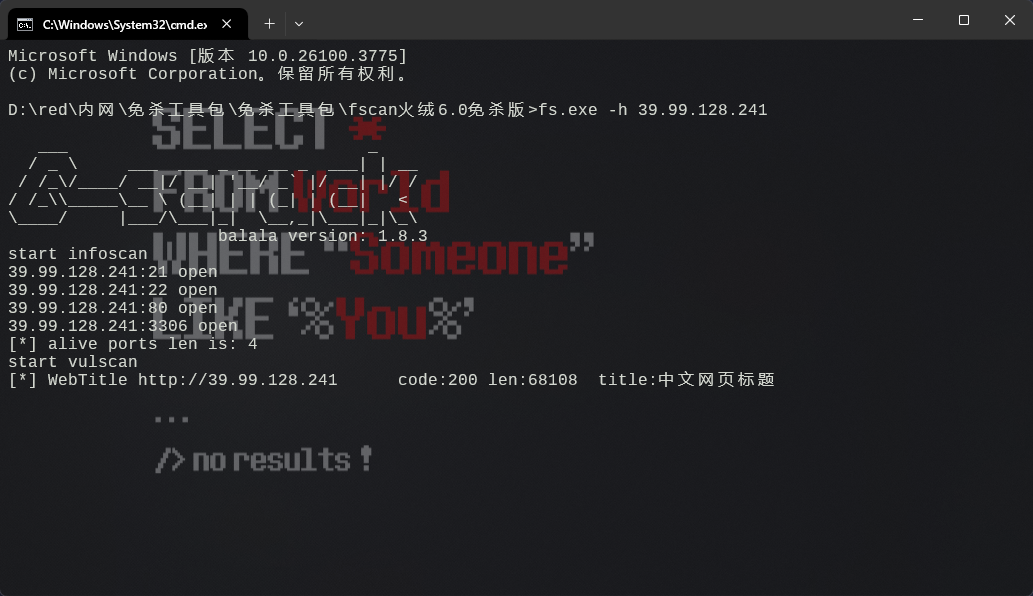 C:\Windows\System32\cmd.ex
Microsoft Windows [版本 10.0.26100.3775]
(c) Microsoft Corporation。保留所有权利。
D:\red\内网\免杀工具包\免杀工具包\fscan火绒6.0免杀版>fs.exe -h 39.99.128.241
SELECT *
FROM World
balala version: 1.8.3
WHERE “Someone”
start infoscan
39.99.128.241:21 open
39.99.128.241:22 open
39.99.128.241:80 open
LIKE ‘%You%’
39.99.128.241:3306 open
[*] alive ports len is: 4
start vulscan
[*] WebTitle http://39.99.128.241      code:200 len:68108  title:中文网页标题
...
/> no results !